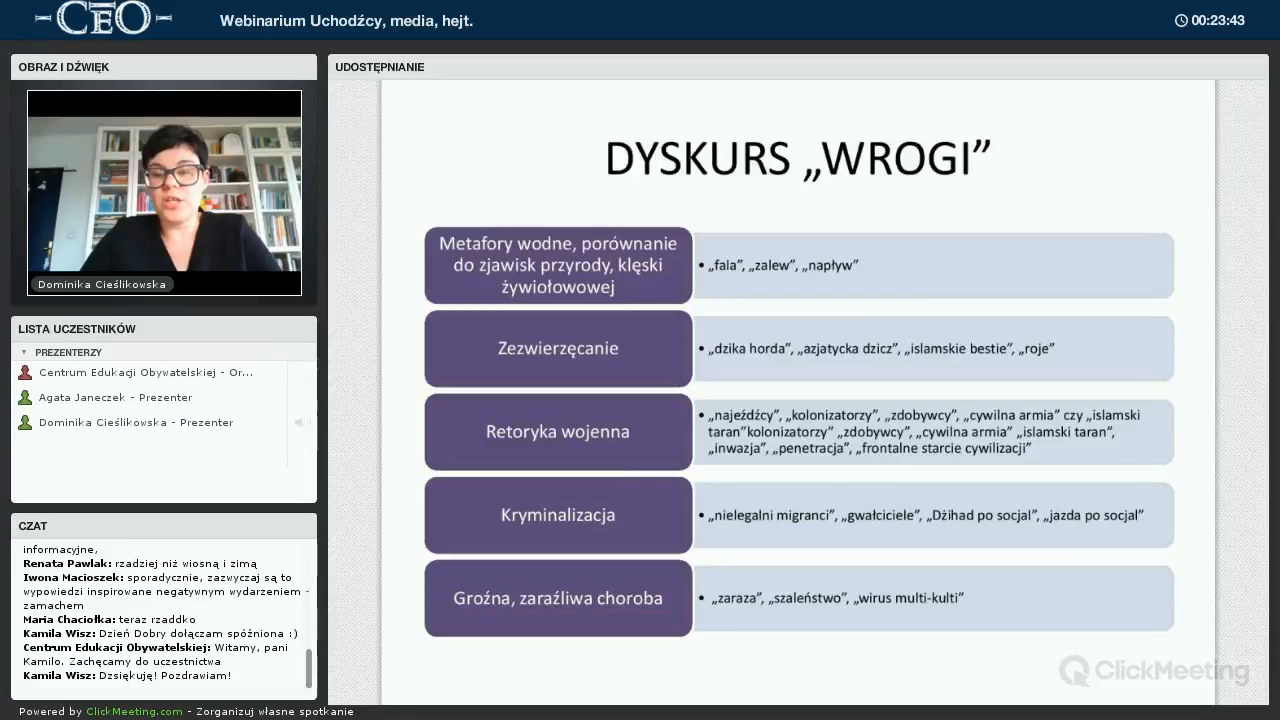 CEO
Webinarium Uchodźcy, media, hejt.
00:23:43
OBRAZ I DŹWIĘK
Dominika Cieślikowska
LISTA UCZESTNIKÓW
PREZENTERZY
Centrum Edukacji Obywatelskiej - Or...
Agata Janeczek - Prezenter
Dominika Cieślikowska - Prezenter
CZAT
informacyjne,
Renata Pawlak: rzadziej niż wiosną i zimą
Iwona Macioszek: sporadycznie, zazwyczaj są to
wypowiedzi inspirowane negatywnym wydarzeniem -
zamachem
Maria Chaciołka: teraz rzaddko
Kamila Wisz: Dzień Dobry dołączam spóźniona :)
Centrum Edukacji Obywatelskiej: Witamy, pani
Kamilo. Zachęcamy do uczestnictwa
Kamila Wisz: Dzsiękuję! Pozdrawiam!
UDOSTĘPNIANIE
DYSKURS „WROGI”
Metafory wodne, porównanie
do zjawisk przyrody, klęski
żywiołowowej
• „fala”, „zalew”, „napływ”
Zezwierzęcanie
• „dzika horda”, „azjatycka dzicz”, „islamskie bestie”, „roje”
Retoryka wojenna
• „najeźdźcy”, „kolonizatorzy”, „zdobywcy”, „cywilna armia” czy „islamski
taran”kolonizatorzy” „zdobywcy”, „cywilna armia” „islamski taran”,
„inwazja”, „penetracja”, „frontalne starcie cywilizacji”
Kryminalizacja
• „nielegalni migranci”, „gwałciciele”, „Dżihad po socjal”, „jazda po socjal”
Groźna, zaraźliwa choroba
• „zaraza”, „szaleństwo”, „wirus multi-kulti”
ClickMeeting
Powered by ClickMeeting.com - Zorganizuj własne spotkanie